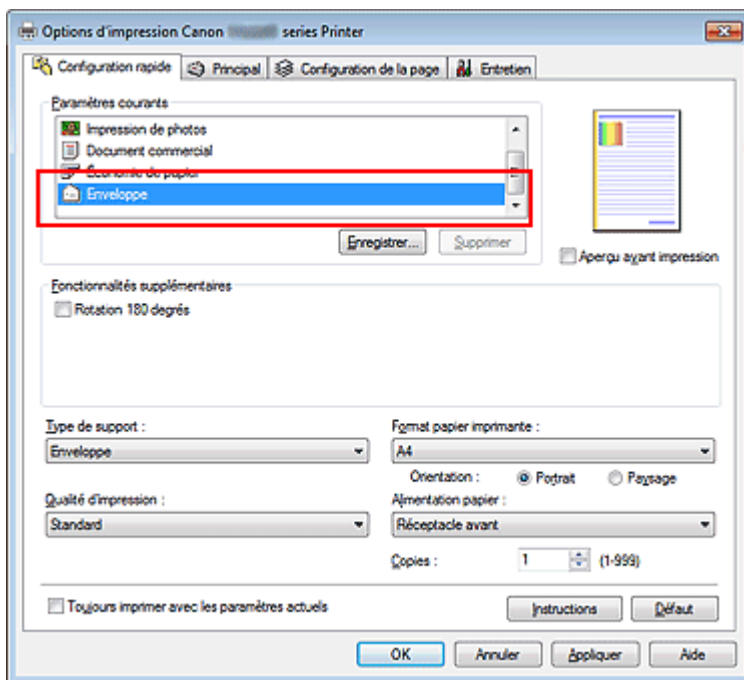 Options d'impression Canon series Printer
Configuration rapide Principal Configuration de la page Entretien
Paramètres courants
Impression de photos
Document commercial
Économie de papier
Enveloppe
Enregistrer... Supprimer
Aperçu avant impression
Fonctionnalités supplémentaires
Rotation 180 degrés
Type de support : Format papier imprimante :
Enveloppe A4
Orientation : Portrait Paysage
Qualité d'impression : Alimentation papier :
Standard Réceptacle avant
Copies : 1 (1-999)
Toujours imprimer avec les paramètres actuels Instructions Défaut
OK Annuler Appliquer Aide